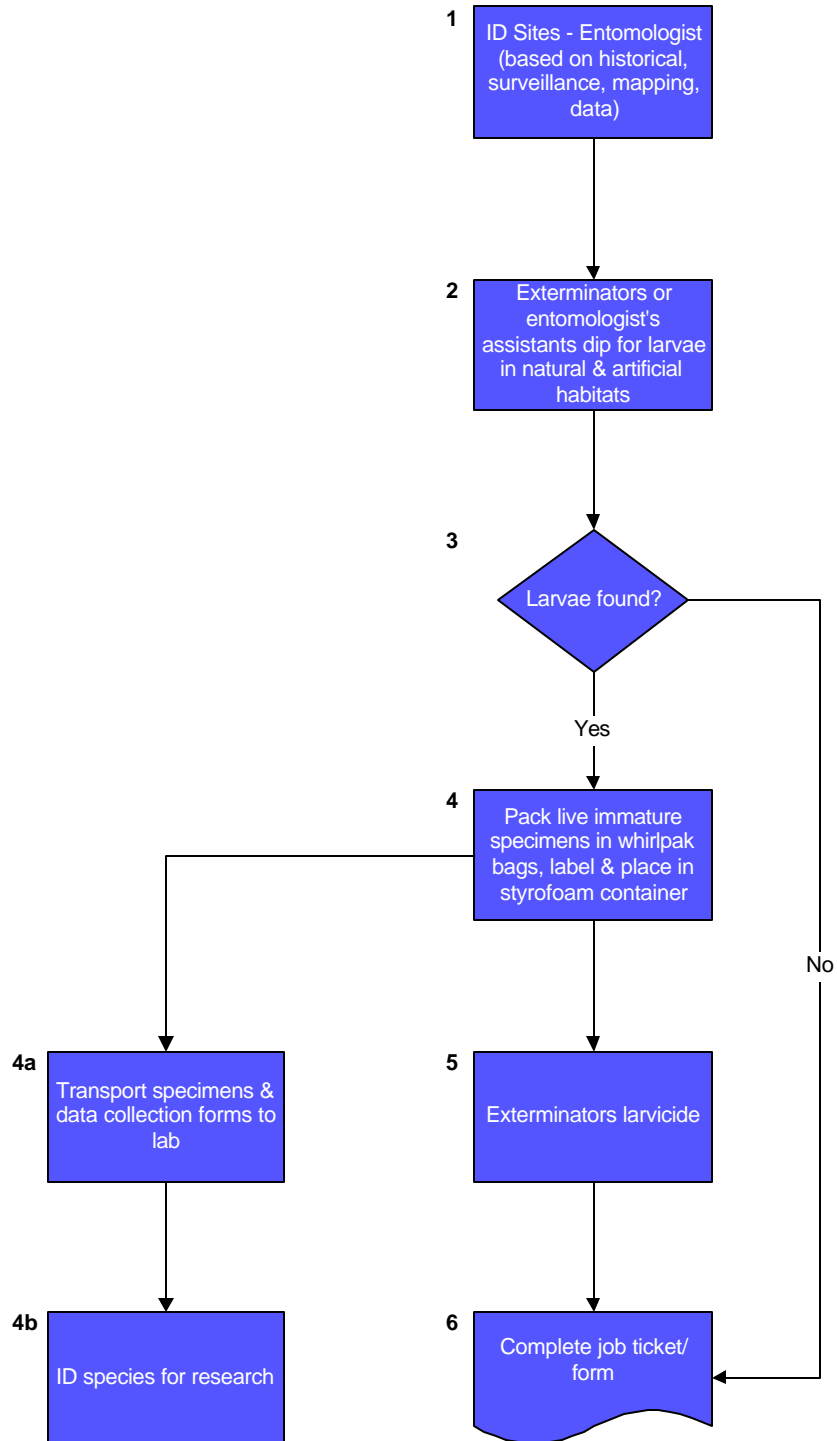 1
ID Sites - Entomologist
(based on historical,
surveillance, mapping,
data)
2
Exterminators or
entomologist's
assistants dip for larvae
in natural & artificial
habitats
3
Larvae found?
Yes
4
Pack live immature
specimens in whirlpak
bags, label & place in
styrofoam container
No
4a
Transport specimens &
data collection forms to
lab
5
Exterminators larvicide
4b
ID species for research
6
Complete job ticket/
form